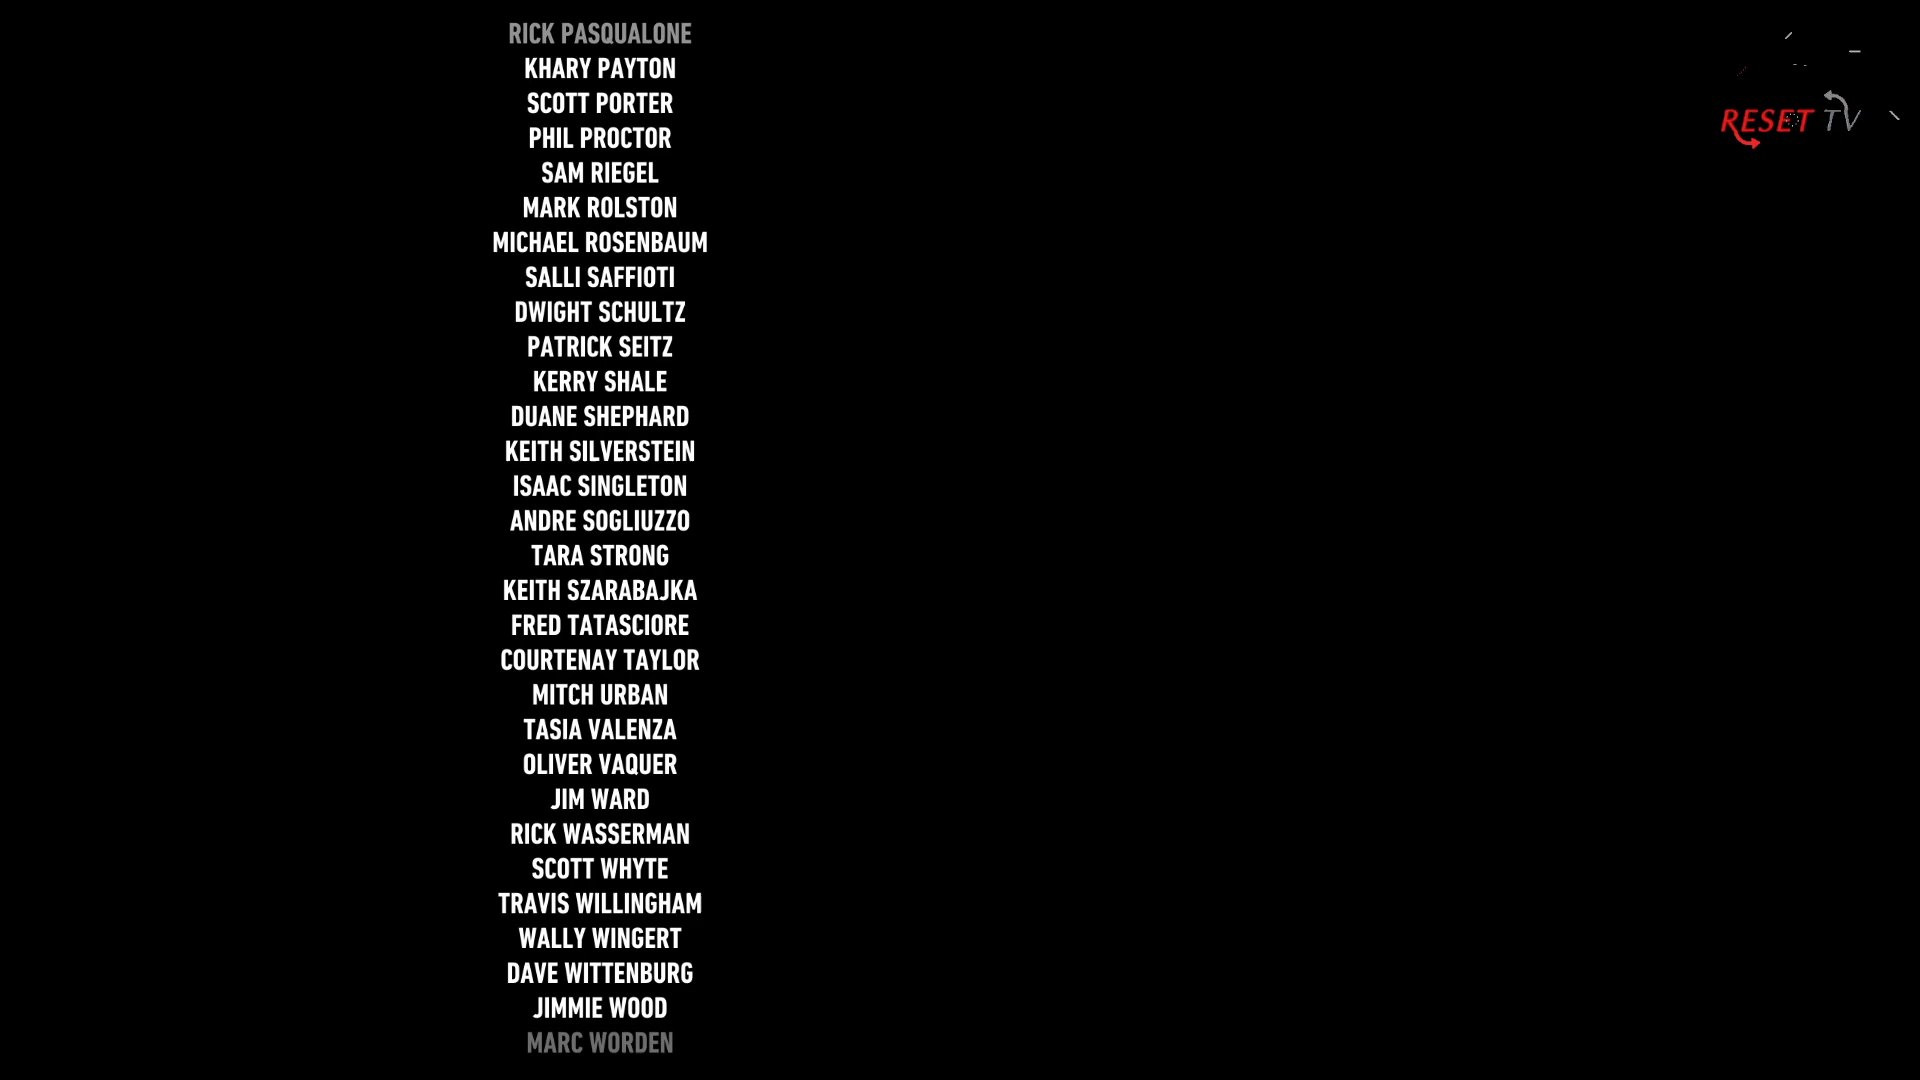 RICK PASQUALONE
KHARY PAYTON
SCOTT PORTER
PHIL PROCTOR
SAM RIEGEL
MARK ROLSTON
MICHAEL ROSENBAUM
SALLI SAFFIOTI
DWIGHT SCHULTZ
PATRICK SEITZ
KERRY SHALE
DUANE SHEPHARD
KEITH SILVERSTEIN
ISAAC SINGLETON
ANDRE SOGLIUZZO
TARA STRONG
KEITH SZARABAJKA
FRED TATASCIORE
COURTENAY TAYLOR
MITCH URBAN
TASIA VALENZA
OLIVER VAQUER
JIM WARD
RICK WASSERMAN
SCOTT WHYTE
TRAVIS WILLINGHAM
WALLY WINGERT
DAVE WITTENBURG
JIMMIE WOOD
MARC WORDEN
RESET TV